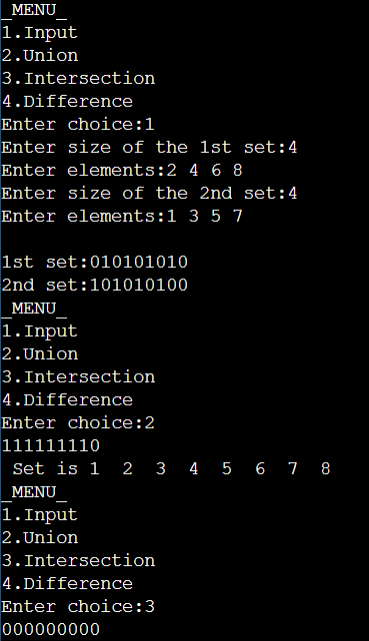 _MENU_
1.Input
2.Union
3.Intersection
4.Difference
Enter choice:1
Enter size of the 1st set:4
Enter elements:2 4 6 8
Enter size of the 2nd set:4
Enter elements:1 3 5 7

1st set:010101010
2nd set:101010100
_MENU_
1.Input
2.Union
3.Intersection
4.Difference
Enter choice:2
111111110
 Set is 1  2  3  4  5  6  7  8
_MENU_
1.Input
2.Union
3.Intersection
4.Difference
Enter choice:3
000000000